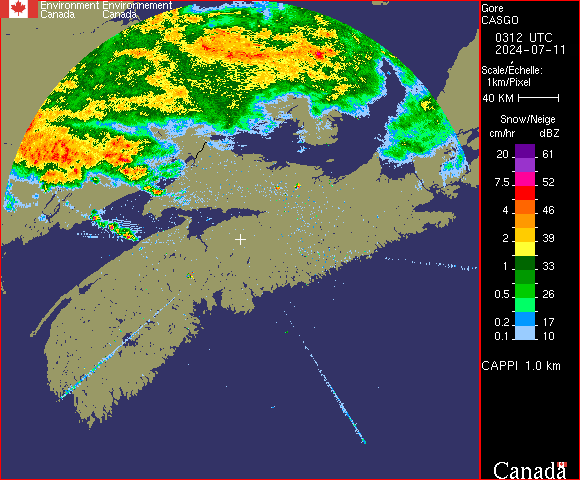 Environment Environnement
Canada Canada
Gore
CASGO
0312 UTC
2024-07-11
Scale/Échelle:
1km/Pixel
40 KM
Snow/Neige
cm/hr dBZ
20 61
7.5 52
4 46
2 39
1 33
0.5 26
0.2 17
0.1 10
CAPPI 1.0 km
Canada